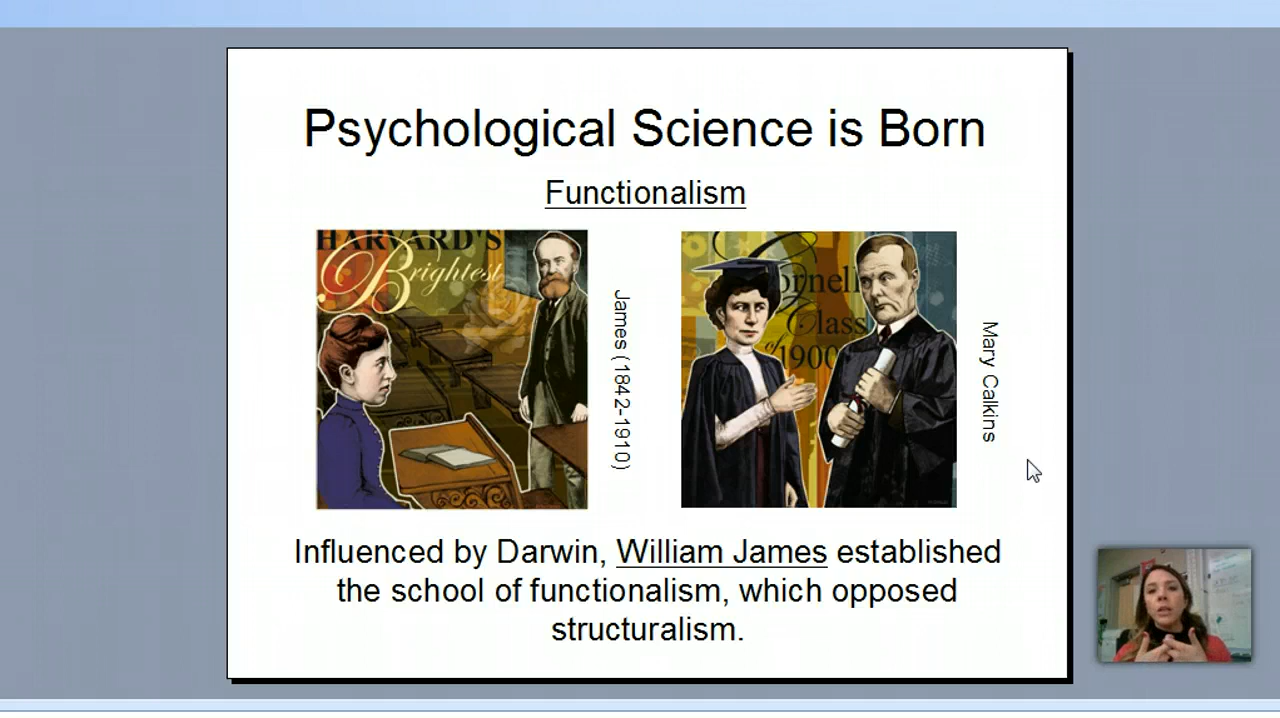 Psychological Science is Born
Functionalism
HARVARD'S
Brightest
James (1842-1910)
Cornell
Class
of 1900
Mary Calkins
Influenced by Darwin, William James established
the school of functionalism, which opposed
structuralism.